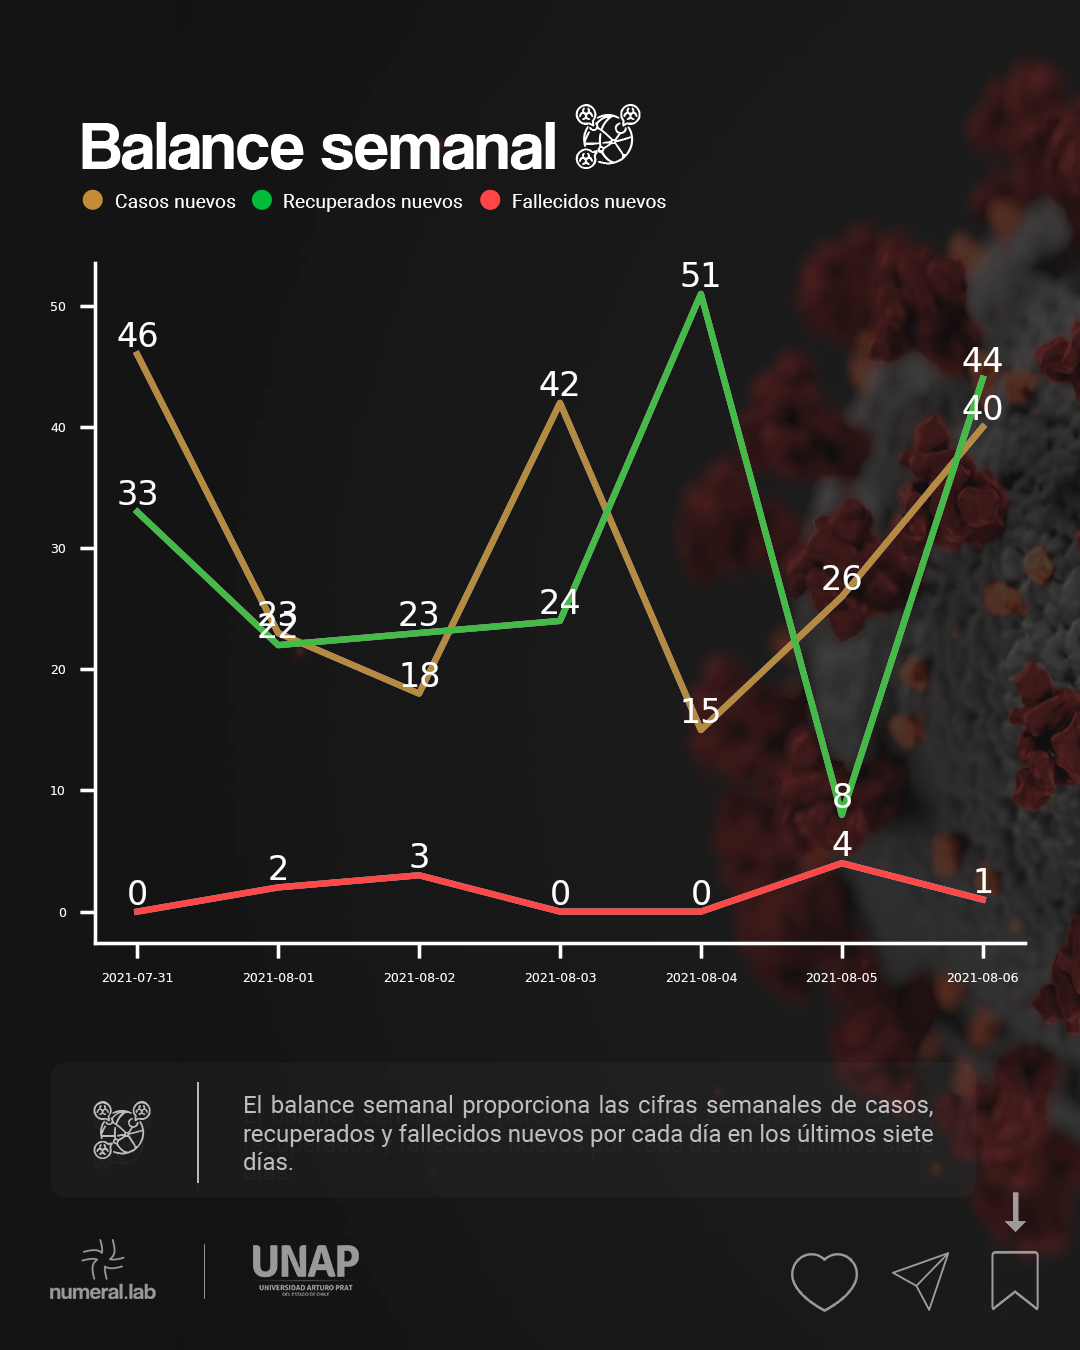 Balance semanal
Casos nuevos Recuperados nuevos Fallecidos nuevos
51
50
46
44
42
40
40
33
30
26
24
23
23
22
20
18
15
10
8
4
3
2
1
0
0
0
0
2021-07-31 2021-08-01 2021-08-02 2021-08-03 2021-08-04 2021-08-05 2021-08-06
El balance semanal proporciona las cifras semanales de casos,
recuperados y fallecidos nuevos por cada día en los últimos siete
días.
numeral.lab
UNAP
UNIVERSIDAD ARTURO PRAT
DEL ESTADO DE CHILE